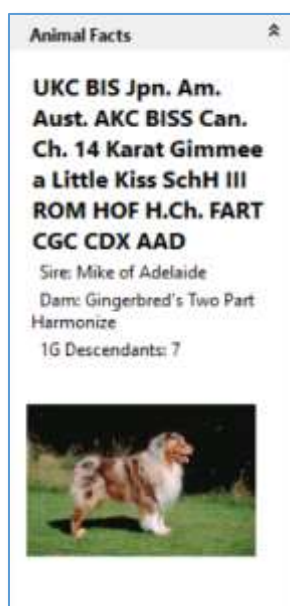 Animal Facts
UKC BIS Jpn. Am.
Aust. AKC BISS Can.
Ch. 14 Karat Gimmee
a Little Kiss SchH III
ROM HOF H.Ch. FART
CGC CDX AAD
Sire: Mike of Adelaide
Dam: Gingerbred's Two Part
Harmonize
1G Descendants: 7